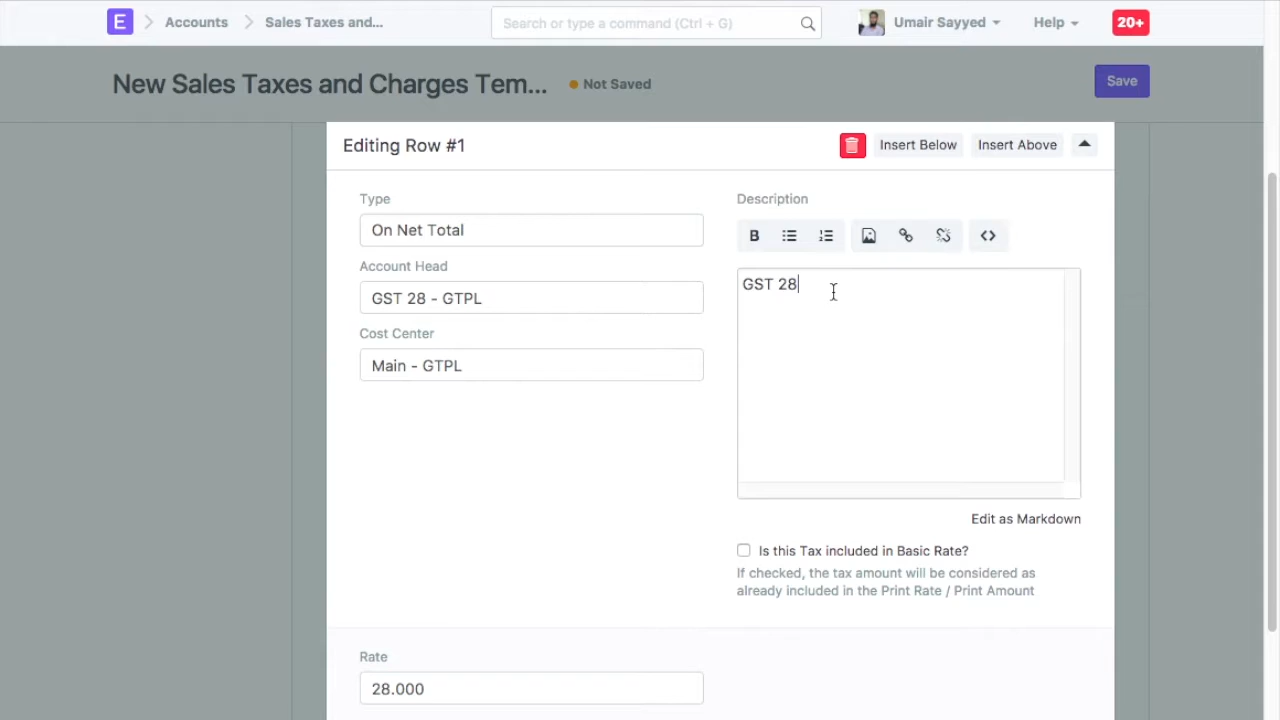 E Accounts Sales Taxes and... Search or type a command (Ctrl + G) Umair Sayyed Help 20+
New Sales Taxes and Charges Tem... Not Saved Save
Editing Row #1 Insert Below Insert Above
Type
On Net Total
Account Head
GST 28 - GTPL
Cost Center
Main - GTPL
Description
B
GST 28
Edit as Markdown
Is this Tax included in Basic Rate?
If checked, the tax amount will be considered as
already included in the Print Rate / Print Amount
Rate
28.000